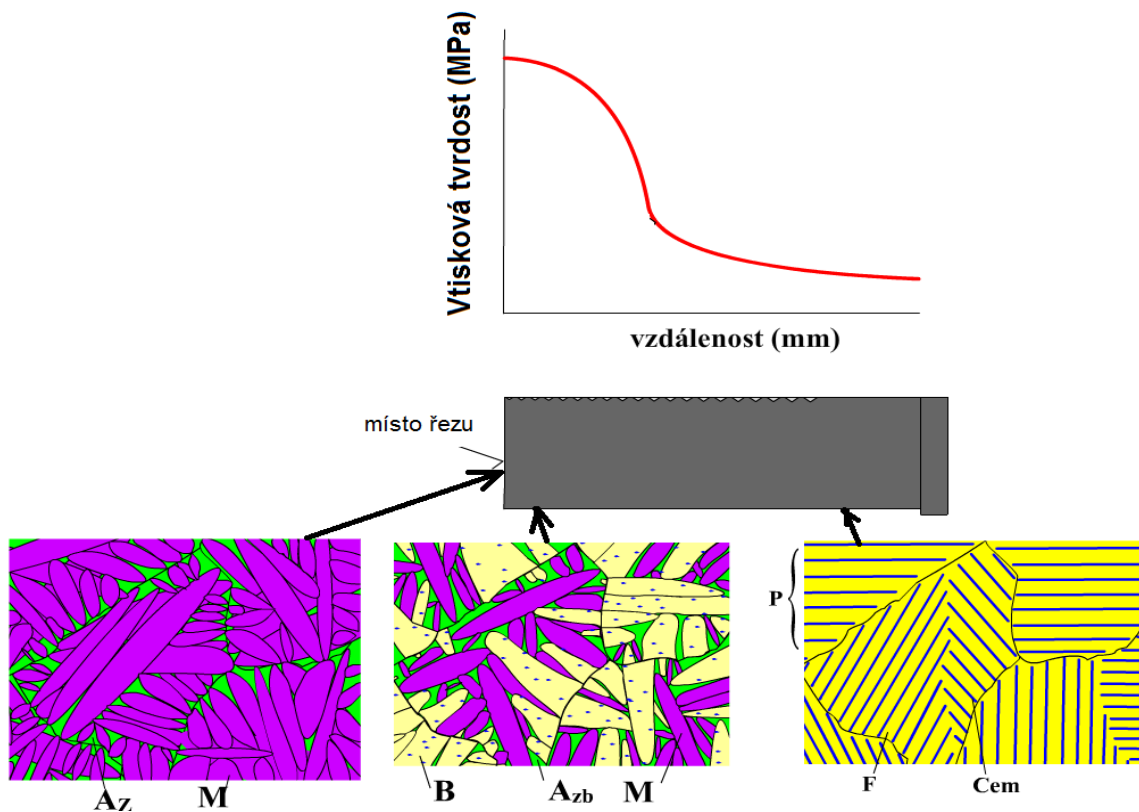 Vtisková tvrdost (MPa)
vzdálenost (mm)
místo řezu
P
AZ M
B Azb M
F Cem